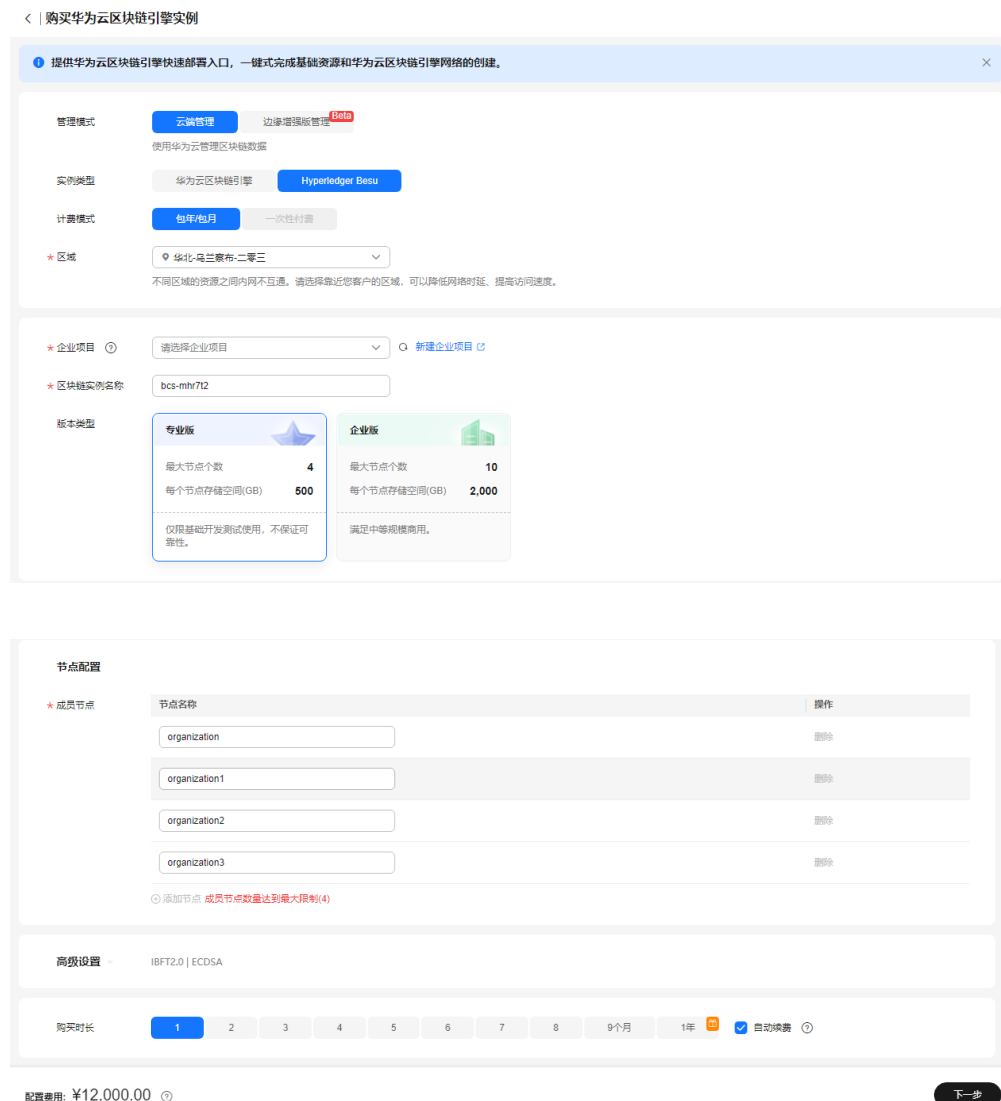 购买华为云区块链引擎实例
提供华为云区块链引擎快速部署入口，一键式完成基础资源和华为云区块链引擎网络的创建。
管理模式 云端管理 边缘增强版管理 Beta
使用华为云管理区块链数据
实例类型 华为云区块链引擎 Hyperledger Besu
计费模式 包年/包月 一次性付费
* 区域 华北-乌兰察布-二零三
不同区域的资源之间内网不互通。请选择靠近您客户的区域，可以降低网络时延、提高访问速度。
* 企业项目 ? 请选择企业项目 新建企业项目
* 区块链实例名称 bcs-mhr7t2
版本类型 专业版 企业版
最大节点个数 4 最大节点个数 10
每个节点存储空间(GB) 500 每个节点存储空间(GB) 2,000
仅限基础开发测试使用，不保证可 满足中等规模商用。
靠性。
节点配置
* 成员节点 节点名称 操作
organization 删除
organization1 删除
organization2 删除
organization3 删除
添加节点 成员节点数量达到最大限制(4)
高级设置 IBFT2.0 | ECDSA
购买时长 1 2 3 4 5 6 7 8 9个月 1年 自动续费 ?
配置费用: ¥12,000.00 ? 下一步